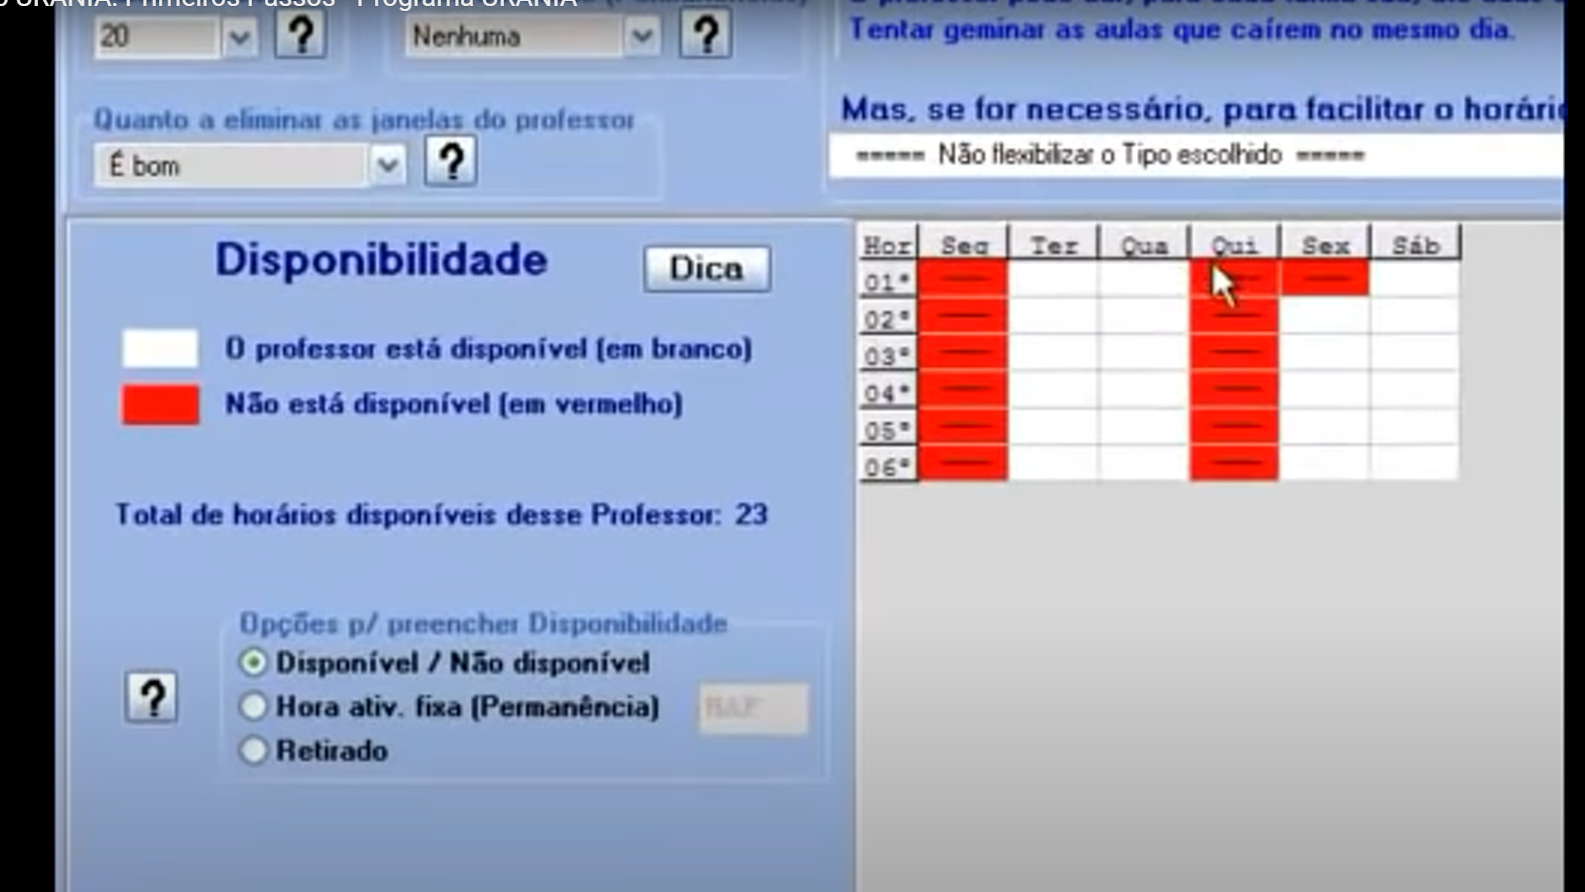 URANIA: Primeiros Passos - Programa URANIA
20
Nenhuma
Tentar geminar as aulas que caírem no mesmo dia.
Quanto a eliminar as janelas do professor
É bom
Mas, se for necessário, para facilitar o horário
===== Não flexibilizar o Tipo escolhido =====
Disponibilidade
Dica
O professor está disponível (em branco)
Não está disponível (em vermelho)
Total de horários disponíveis desse Professor: 23
Opções p/ preencher Disponibilidade
Disponível / Não disponível
Hora ativ. fixa (Permanência)
HAF
Retirado
Hor Seg Ter Qua Qui Sex Sáb
01ª
02ª
03ª
04ª
05ª
06ª